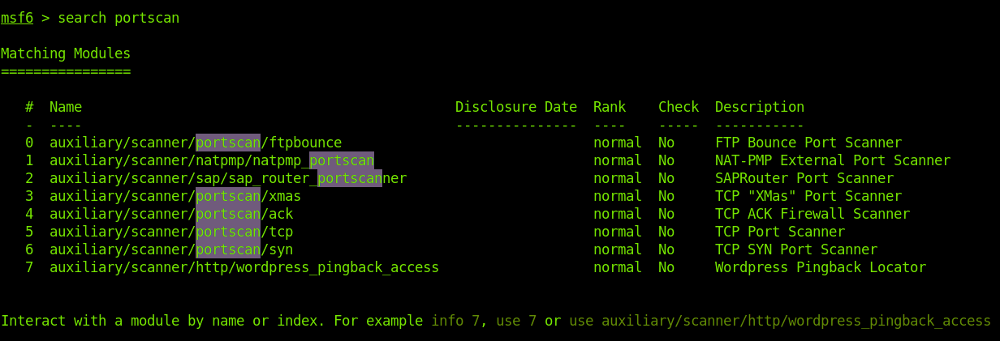 msf6 > search portscan
Matching Modules
================
#  Name                                              Disclosure Date  Rank    Check  Description
-  ----                                              ---------------  ----    -----  -----------
0  auxiliary/scanner/portscan/ftpbounce                               normal  No     FTP Bounce Port Scanner
1  auxiliary/scanner/natpmp/natpmp_portscan                           normal  No     NAT-PMP External Port Scanner
2  auxiliary/scanner/sap/sap_router_portscanner                       normal  No     SAPRouter Port Scanner
3  auxiliary/scanner/portscan/xmas                                    normal  No     TCP "XMas" Port Scanner
4  auxiliary/scanner/portscan/ack                                     normal  No     TCP ACK Firewall Scanner
5  auxiliary/scanner/portscan/tcp                                     normal  No     TCP Port Scanner
6  auxiliary/scanner/portscan/syn                                     normal  No     TCP SYN Port Scanner
7  auxiliary/scanner/http/wordpress_pingback_access                   normal  No     Wordpress Pingback Locator
Interact with a module by name or index. For example info 7, use 7 or use auxiliary/scanner/http/wordpress_pingback_access